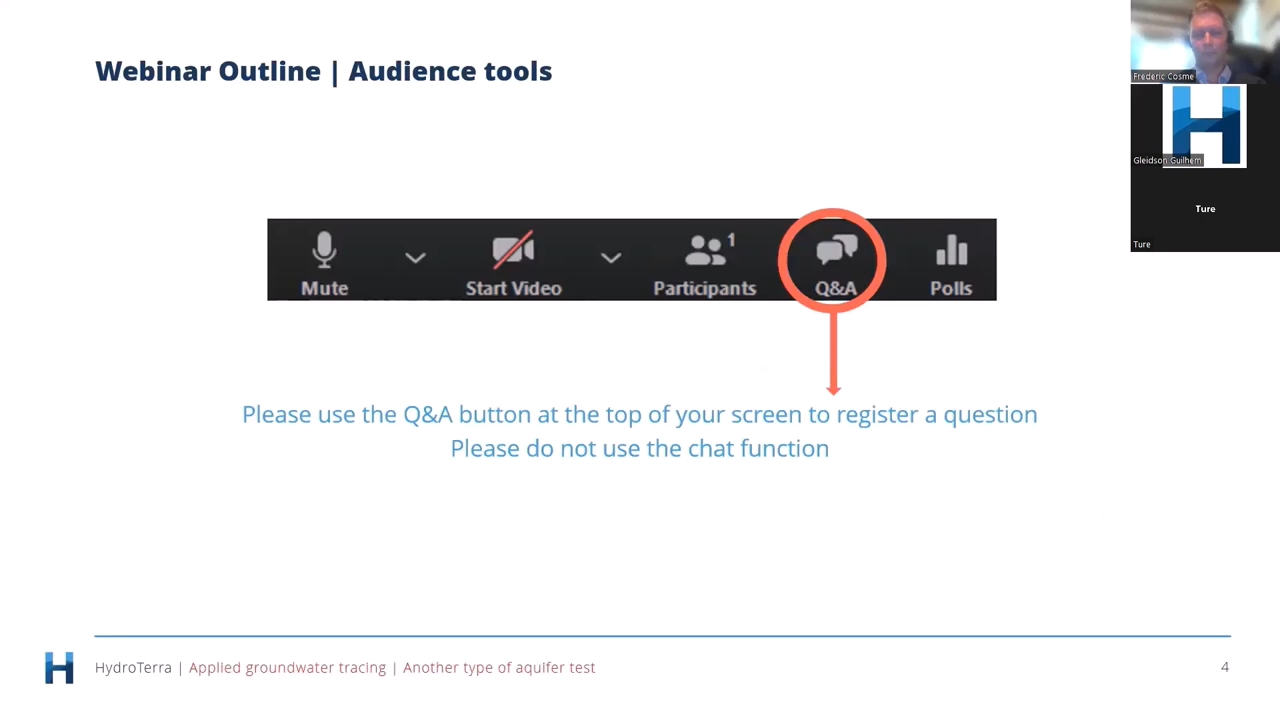 Webinar Outline | Audience tools
Frederic Cosme
Gleidson Guilhem
Ture
Ture
Mute
Start Video
Participants
1
Q&A
Polls
Please use the Q&A button at the top of your screen to register a question
Please do not use the chat function
HydroTerra | Applied groundwater tracing | Another type of aquifer test
4